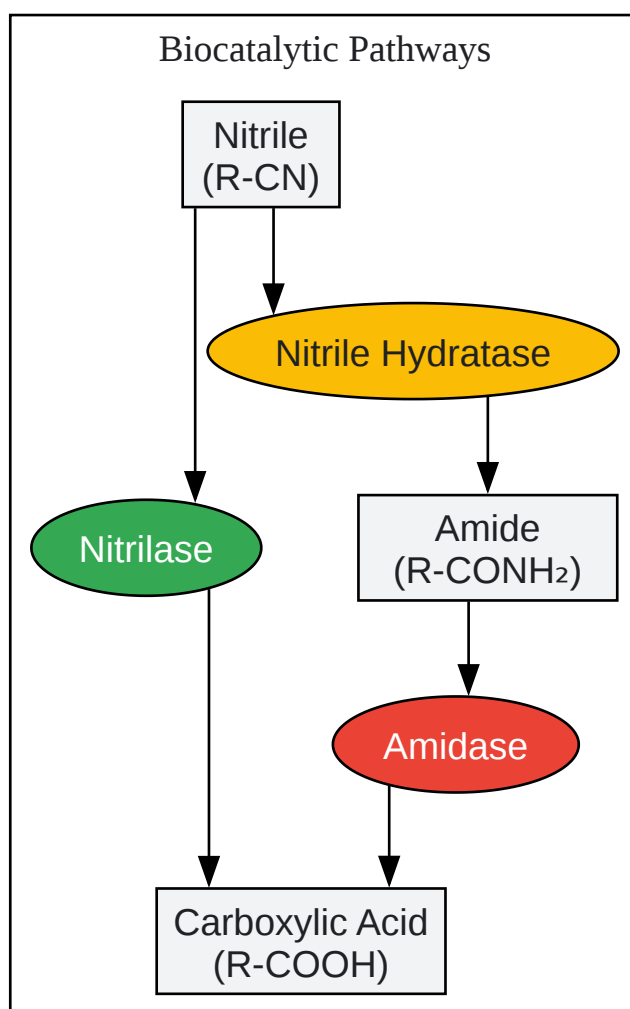 Biocatalytic Pathways
Nitrile
(R-CN)
Nitrile Hydratase
Nitrilase
Amide
(R-CONH₂)
Amidase
Carboxylic Acid
(R-COOH)